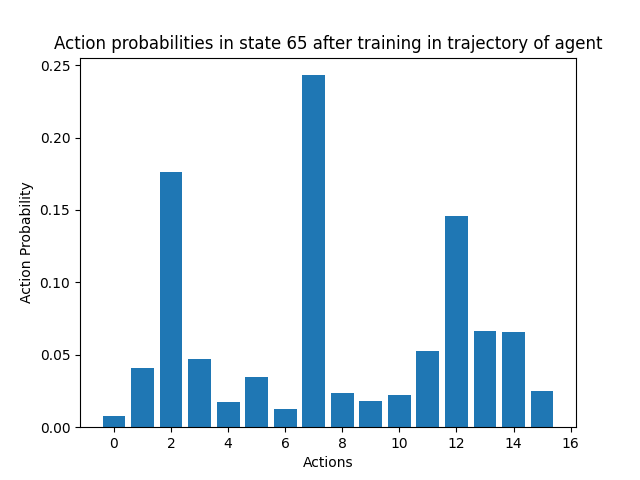 Action probabilities in state 65 after training in trajectory of agent
0.25
0.20
0.15
0.10
0.05
0.00
Action Probability
0 2 4 6 8 10 12 14 16
Actions